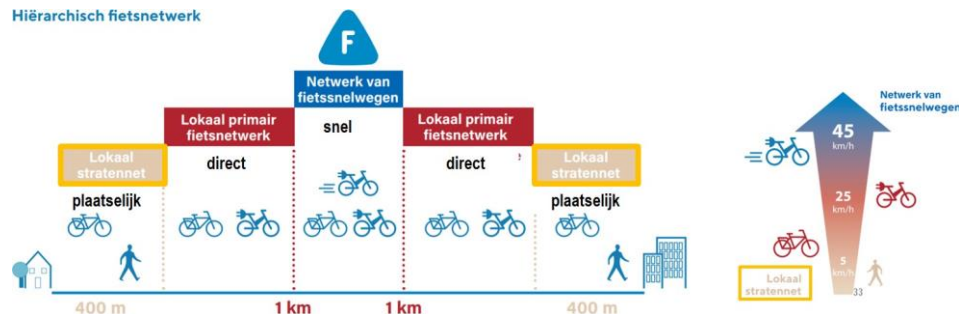 Hiërarchisch fietsnetwerk
F
Netwerk van
fietssnelwegen
snel
Lokaal primair
fietsnetwerk
direct
Lokaal primair
fietsnetwerk
direct
Lokaal
stratennet
plaatselijk
Lokaal
stratennet
plaatselijk
400 m
1 km
1 km
400 m
Netwerk van
fietssnelwegen
45
km/h
25
km/h
5
km/h
Lokaal
stratennet
33